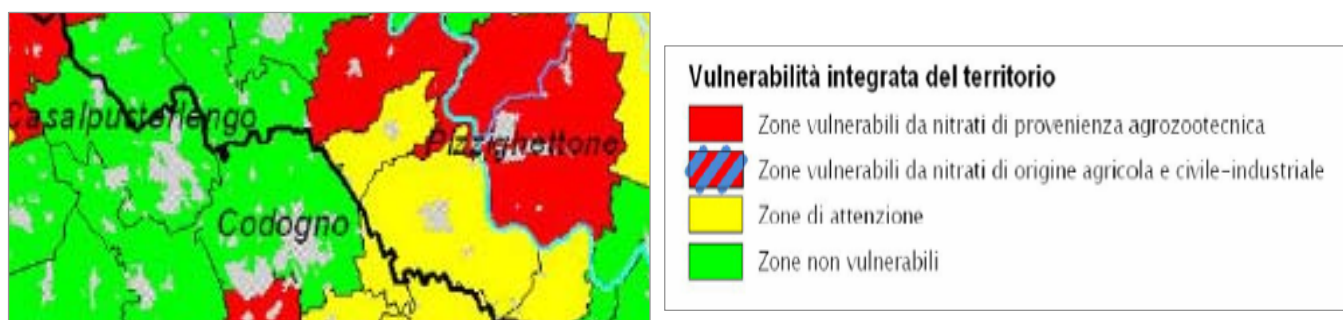 Casalpusterlengo
Pizzighettone
Codogno
Vulnerabilità integrata del territorio
Zone vulnerabili da nitrati di provenienza agrozootecnica
Zone vulnerabili da nitrati di origine agricola e civile-industriale
Zone di attenzione
Zone non vulnerabili